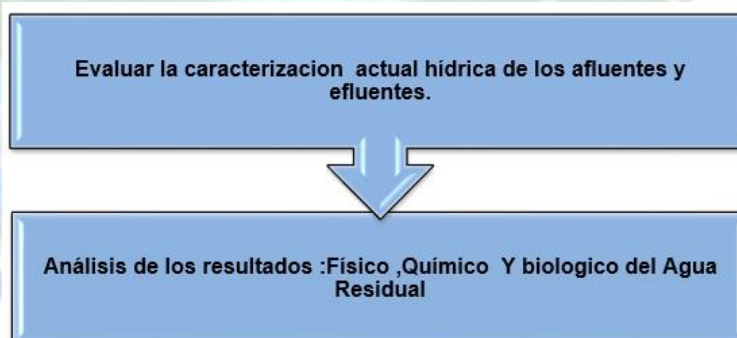 Evaluar la caracterizacion actual hídrica de los afluentes y
efluentes.
Análisis de los resultados :Físico ,Químico Y biologico del Agua
Residual